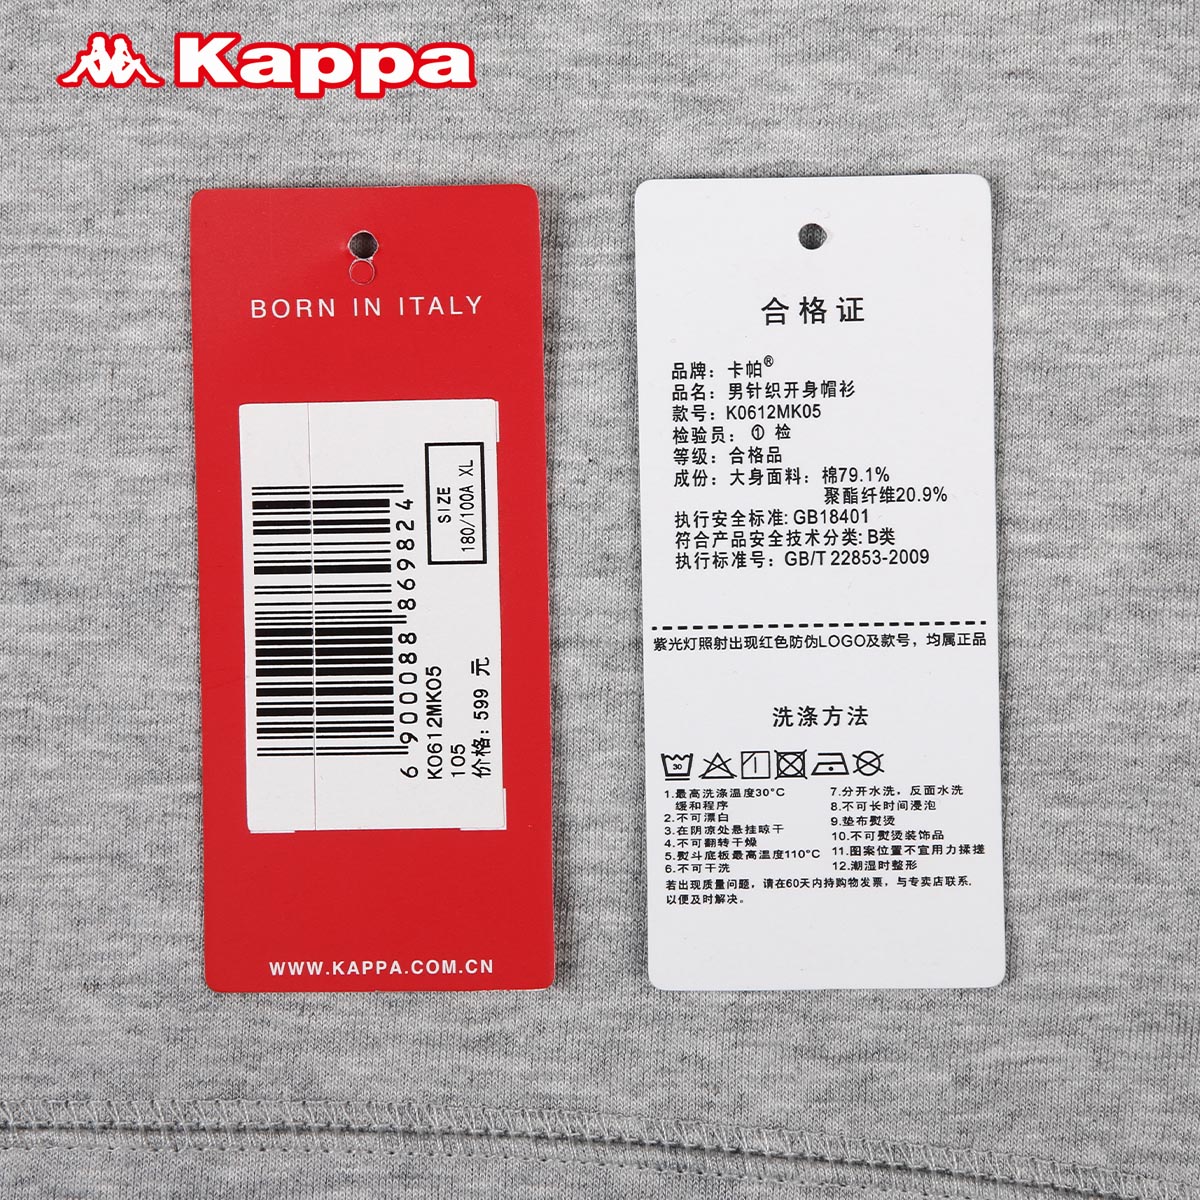 Kappa
BORN IN ITALY
SIZE
180/100A XL
6 900088 869824
K0612MK05
105
价格: 599 元
WWW.KAPPA.COM.CN
合格证
品牌：卡帕®
品名：男针织开身帽衫
款号：K0612MK05
检验员：① 检
等级：合格品
成份：大身面料：棉79.1%
聚酯纤维20.9%
执行安全标准: GB18401
符合产品安全技术分类: B类
执行标准号：GB/T 22853-2009
紫光灯照射出现红色防伪LOGO及款号，均属正品
洗涤方法
30
1.最高洗涤温度30°C
缓和程序
2.不可漂白
3.在阴凉处悬挂晾干
4.不可翻转干燥
5.熨斗底板最高温度110°C
6.不可干洗
7.分开水洗，反面水洗
8.不可长时间浸泡
9.垫布熨烫
10.不可熨烫装饰品
11.图案位置不宜用力揉搓
12.潮湿时整形
若出现质量问题，请在60天内持购物发票，与专卖店联系.
以便及时解决。